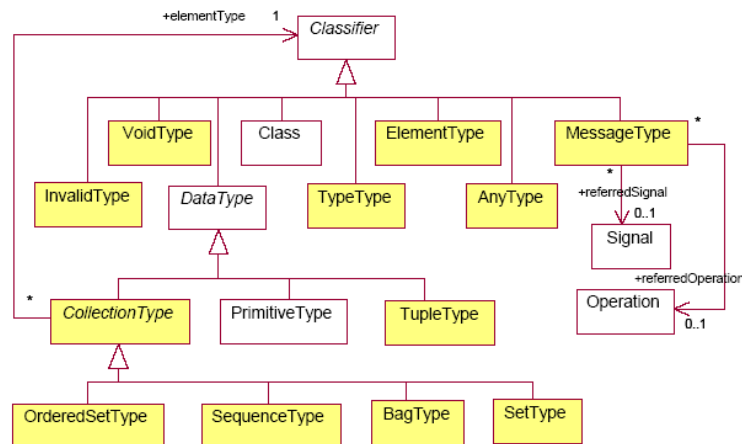 +elementType 1
Classifier
VoidType
Class
ElementType
MessageType
*
*
InvalidType
DataType
TypeType
AnyType
+referredSignal
0..1
Signal
+referredOperation
*
CollectionType
PrimitiveType
TupleType
Operation
0..1
OrderedSetType
SequenceType
BagType
SetType